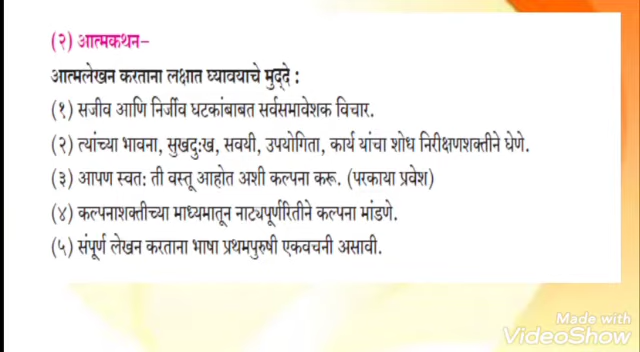 (२) आत्मकथन–
आत्मलेखन करताना लक्षात घ्यावयाचे मुद्दे :
(१) सजीव आणि निर्जीव घटकांबाबत सर्वसमावेशक विचार.
(२) त्यांच्या भावना, सुखदुःख, सवयी, उपयोगिता, कार्य यांचा शोध निरीक्षणशक्तीने घेणे.
(३) आपण स्वतः ती वस्तू आहोत अशी कल्पना करू. (परकाया प्रवेश)
(४) कल्पनाशक्तीच्या माध्यमातून नाट्यपूर्णरितीने कल्पना मांडणे.
(५) संपूर्ण लेखन करताना भाषा प्रथमपुरुषी एकवचनी असावी.
Made with
VideoShow